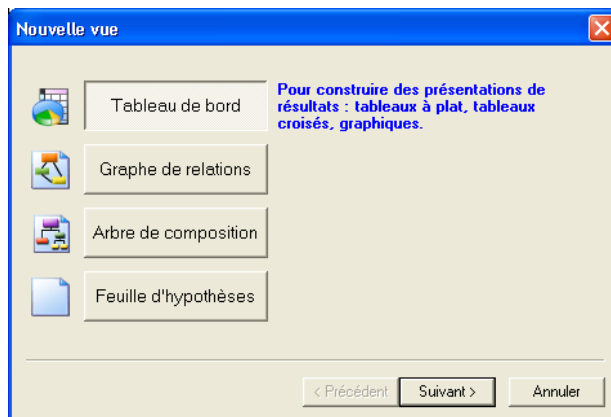 Nouvelle vue
Tableau de bord
Pour construire des présentations de
résultats : tableaux à plat, tableaux
croisés, graphiques.
Graphe de relations
Arbre de composition
Feuille d'hypothèses
< Précédent
Suivant >
Annuler